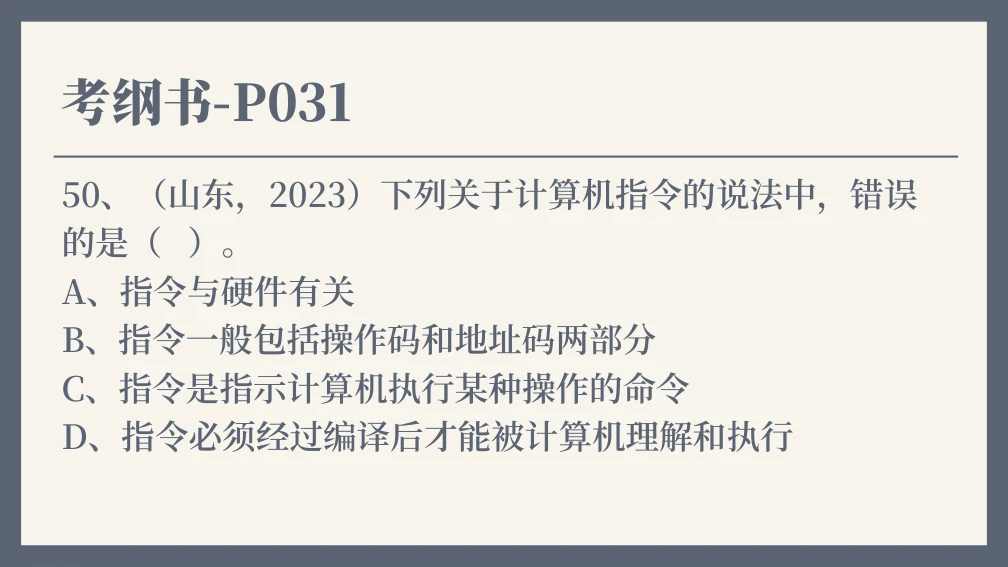 考纲书-P031
50、（山东，2023）下列关于计算机指令的说法中，错误
的是（  ）。
A、指令与硬件有关
B、指令一般包括操作码和地址码两部分
C、指令是指示计算机执行某种操作的命令
D、指令必须经过编译后才能被计算机理解和执行